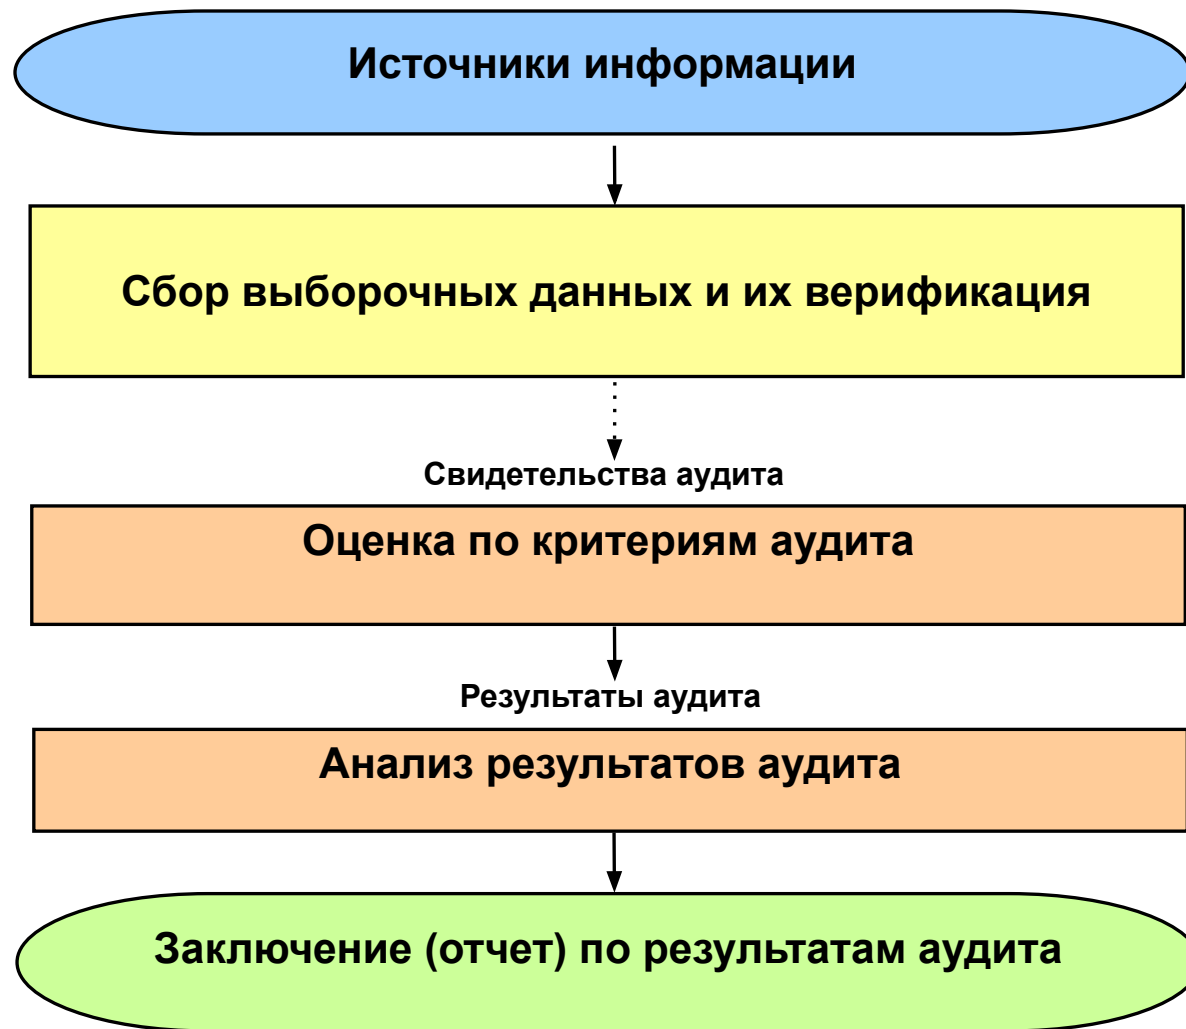 Источники информации
Сбор выборочных данных и их верификация
Свидетельства аудита
Оценка по критериям аудита
Результаты аудита
Анализ результатов аудита
Заключение (отчет) по результатам аудита